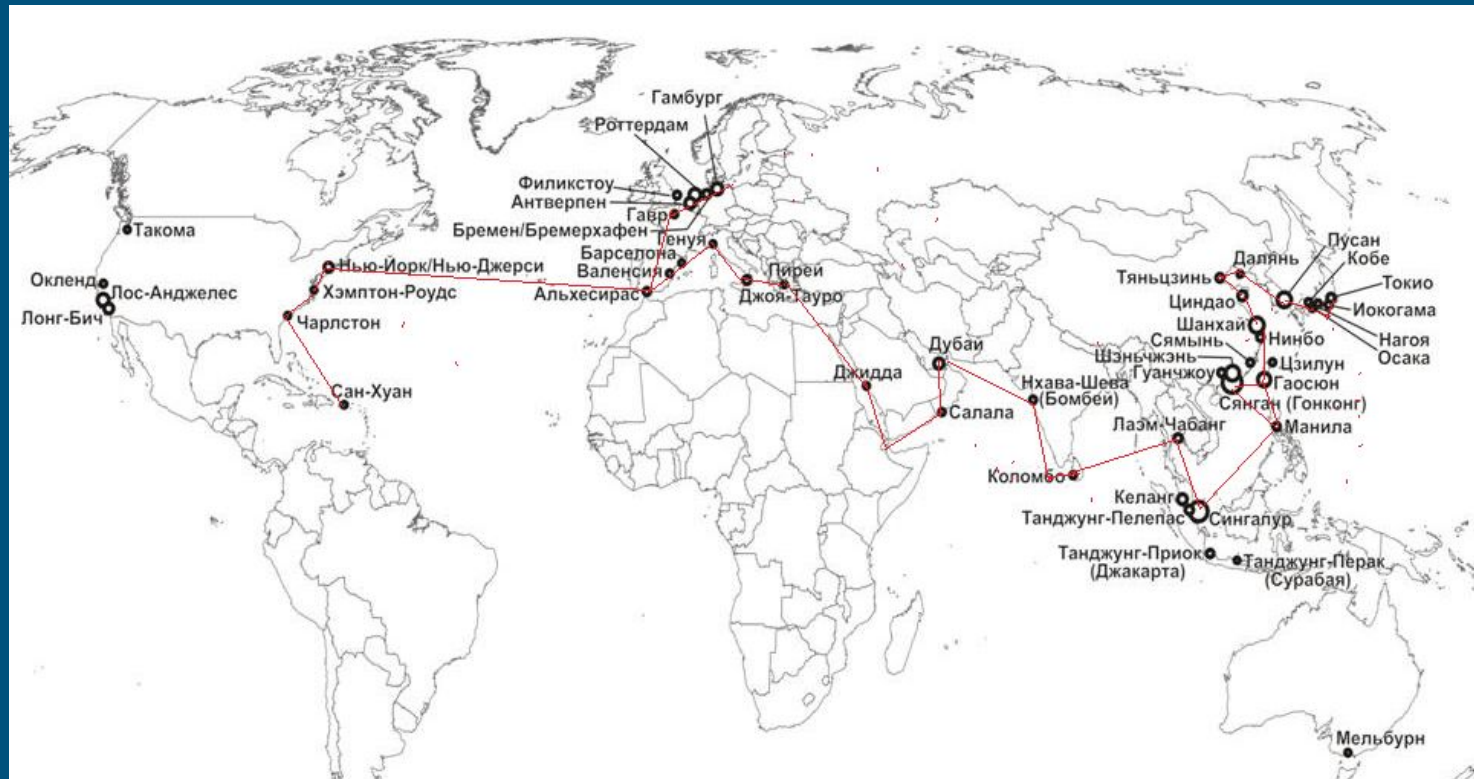 Гамбург
Роттердам
Филикстоу
Антверпен
Гавр
Бремен/Бремерхафен
Генуя
Барселона
Валенсия
Альхесирас
Пирей
Джоя-Тауро
Такома
Окленд
Лос-Анджелес
Лонг-Бич
Нью-Йорк/Нью-Джерси
Хэмптон-Роудс
Чарлстон
Сан-Хуан
Джидда
Дубай
Салала
Нхава-Шева
(Бомбей)
Коломбо
Лаэм-Чабанг
Келанг
Танджунг-Пелепас
Сингапур
Танджунг-Приок
(Джакарта)
Танджунг-Перак
(Сурабая)
Тяньцзинь
Далянь
Пусан
Кобе
Токио
Иокогама
Нагоя
Осака
Циндао
Шанхай
Нинбо
Сямынь
Шэньчжэнь
Гуанчжоу
Цзилун
Гаосюн
Сянган (Гонконг)
Манила
Мельбурн